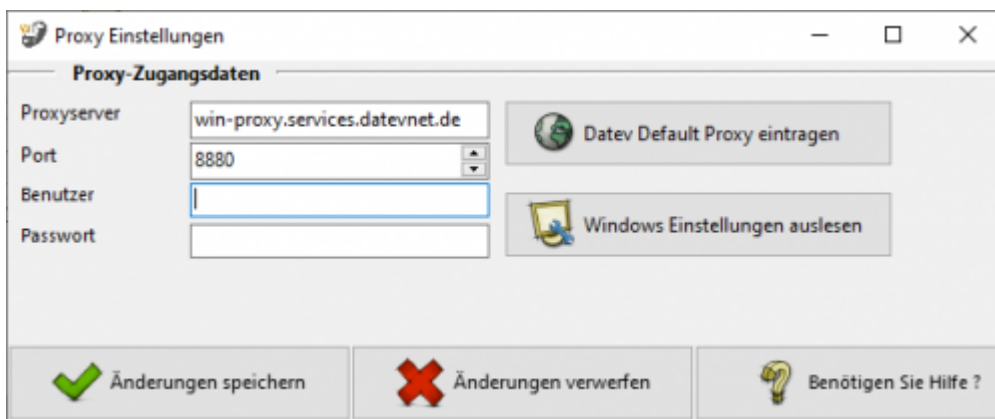 Proxy Einstellungen
Proxy-Zugangsdaten
Proxyserver
win-proxy.services.datevnet.de
Datev Default Proxy eintragen
Port
8880
Benutzer
Windows Einstellungen auslesen
Passwort
Änderungen speichern
Änderungen verwerfen
Benötigen Sie Hilfe ?